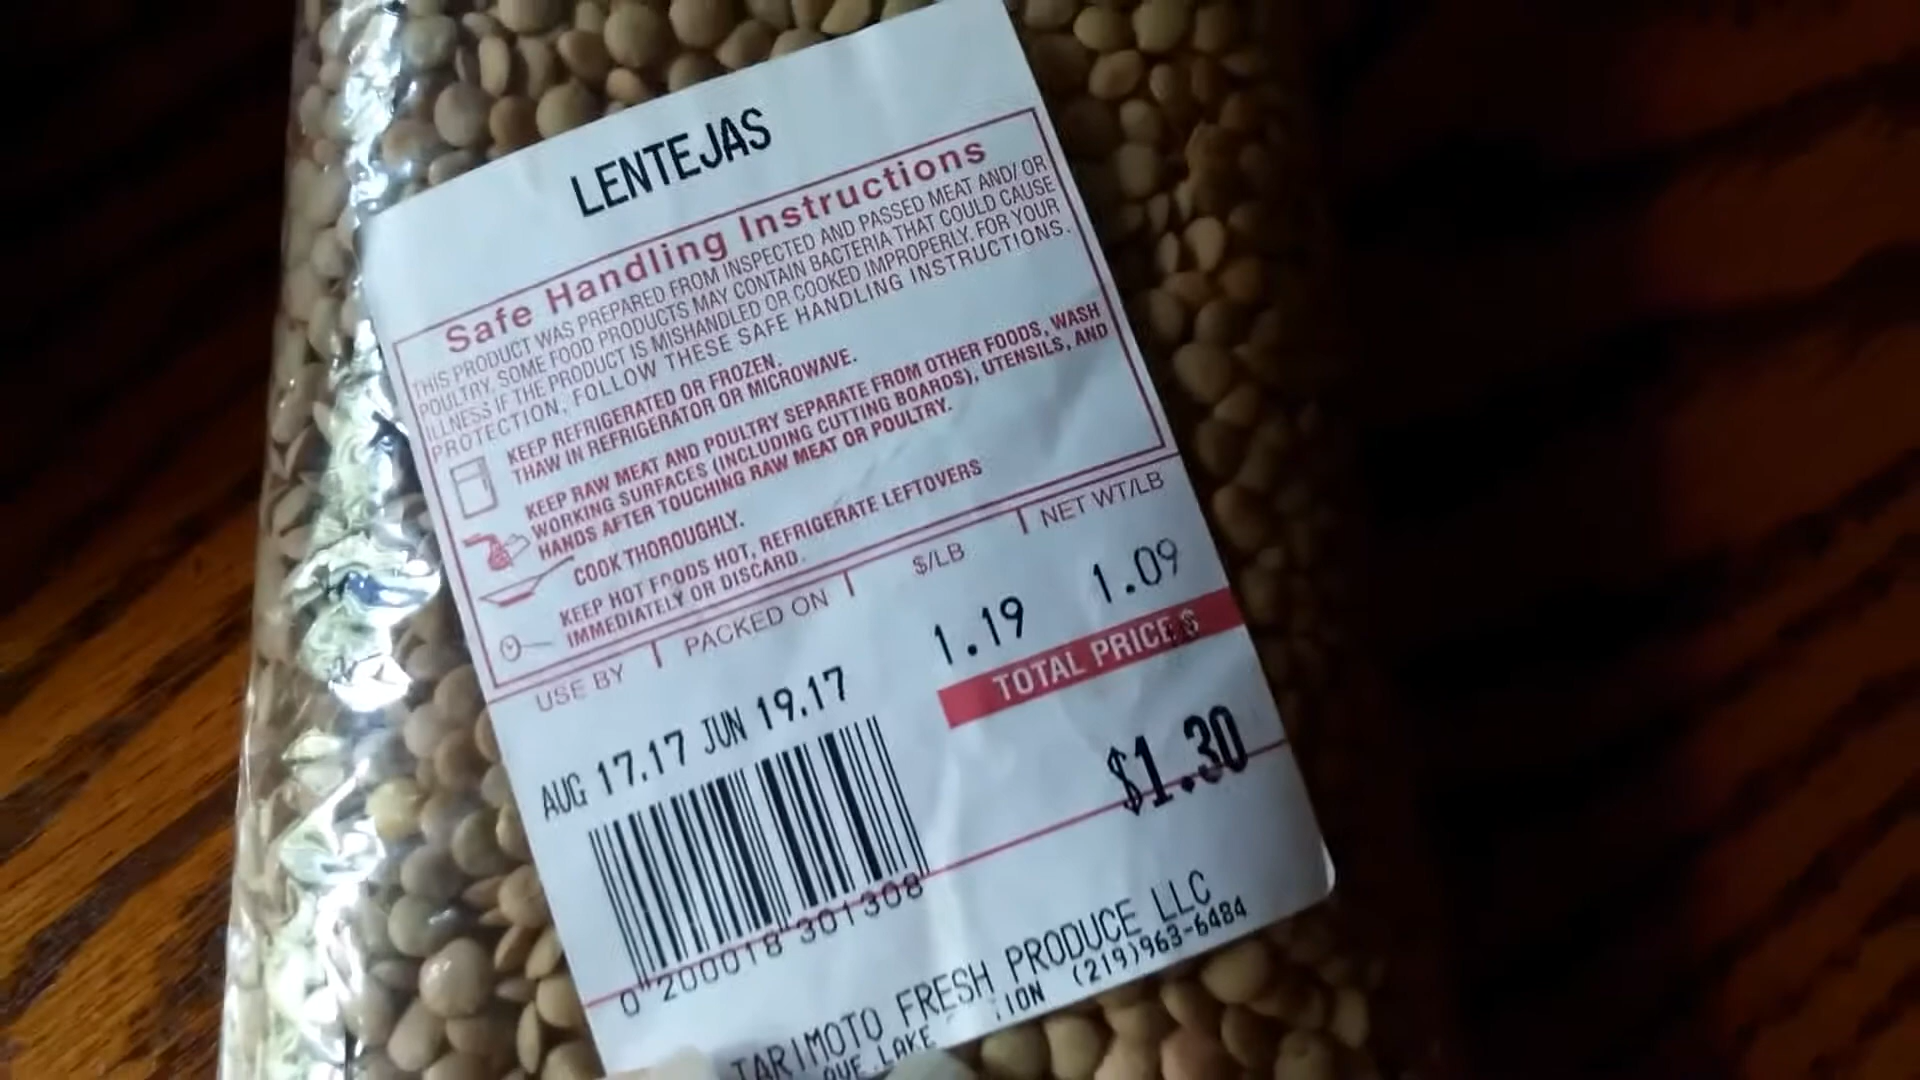 LENTEJAS
Safe Handling Instructions
THIS PRODUCT WAS PREPARED FROM INSPECTED AND PASSED MEAT AND/OR
POULTRY. SOME FOOD PRODUCTS MAY CONTAIN BACTERIA THAT COULD CAUSE
ILLNESS IF THE PRODUCT IS MISHANDLED OR COOKED IMPROPERLY. FOR YOUR
PROTECTION, FOLLOW THESE SAFE HANDLING INSTRUCTIONS.
KEEP REFRIGERATED OR FROZEN.
THAW IN REFRIGERATOR OR MICROWAVE.
KEEP RAW MEAT AND POULTRY SEPARATE FROM OTHER FOODS, WASH
WORKING SURFACES (INCLUDING CUTTING BOARDS), UTENSILS, AND
HANDS AFTER TOUCHING RAW MEAT OR POULTRY.
COOK THOROUGHLY.
KEEP HOT FOODS HOT, REFRIGERATE LEFTOVERS
IMMEDIATELY OR DISCARD.
USE BY PACKED ON $/LB NET WT/LB
AUG 17.17 JUN 19.17 1.19 1.09
TOTAL PRICE $
$1.30
0 200018 301308
TARIMOTO FRESH PRODUCE LLC
AVE.LAKE (219)963-6484